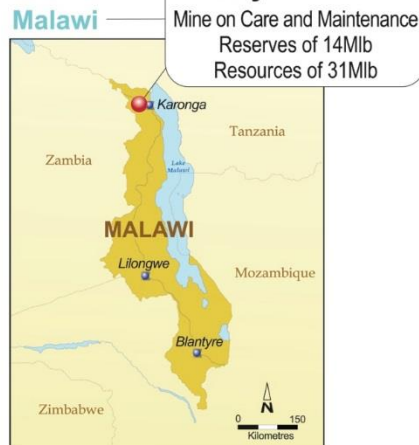 Malawi
Mine on Care and Maintenance
Reserves of 14Mlb
Resources of 31Mlb
Karonga
Tanzania
Zambia
Lake
Malawi
MALAWI
Lilongwe
Mozambique
Blantyre
Zimbabwe
N
0 150
Kilometres